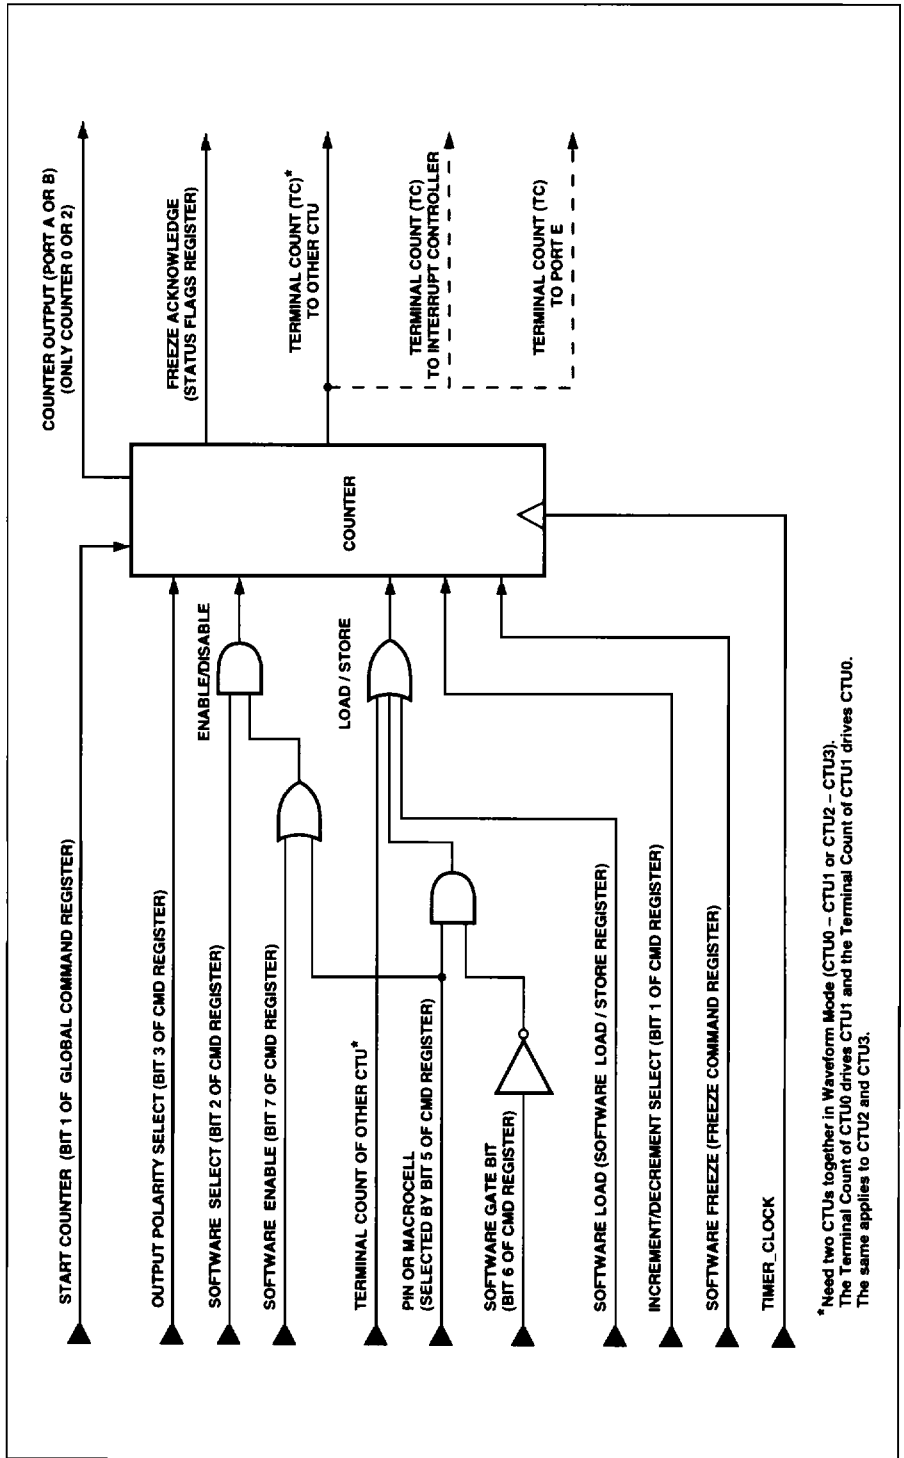 START COUNTER (BIT 1 OF GLOBAL COMMAND REGISTER)
OUTPUT POLARITY SELECT (BIT 3 OF CMD REGISTER)
SOFTWARE SELECT (BIT 2 OF CMD REGISTER)
SOFTWARE ENABLE (BIT 7 OF CMD REGISTER)
TERMINAL COUNT OF OTHER CTU*
PIN OR MACROCELL
(SELECTED BY BIT 5 OF CMD REGISTER)
SOFTWARE GATE BIT
(BIT 6 OF CMD REGISTER)
SOFTWARE LOAD (SOFTWARE LOAD / STORE REGISTER)
INCREMENT/DECREMENT SELECT (BIT 1 OF CMD REGISTER)
SOFTWARE FREEZE (FREEZE COMMAND REGISTER)
TIMER_CLOCK
ENABLE/DISABLE
LOAD / STORE
COUNTER
COUNTER OUTPUT (PORT A OR B)
(ONLY COUNTER 0 OR 2)
FREEZE ACKNOWLEDGE
(STATUS FLAGS REGISTER)
TERMINAL COUNT (TC)*
TO OTHER CTU
TERMINAL COUNT (TC)
TO INTERRUPT CONTROLLER
TERMINAL COUNT (TC)
TO PORT E
*Need two CTUs together in Waveform Mode (CTU0 – CTU1 or CTU2 – CTU3).
The Terminal Count of CTU0 drives CTU1 and the Terminal Count of CTU1 drives CTU0.
The same applies to CTU2 and CTU3.